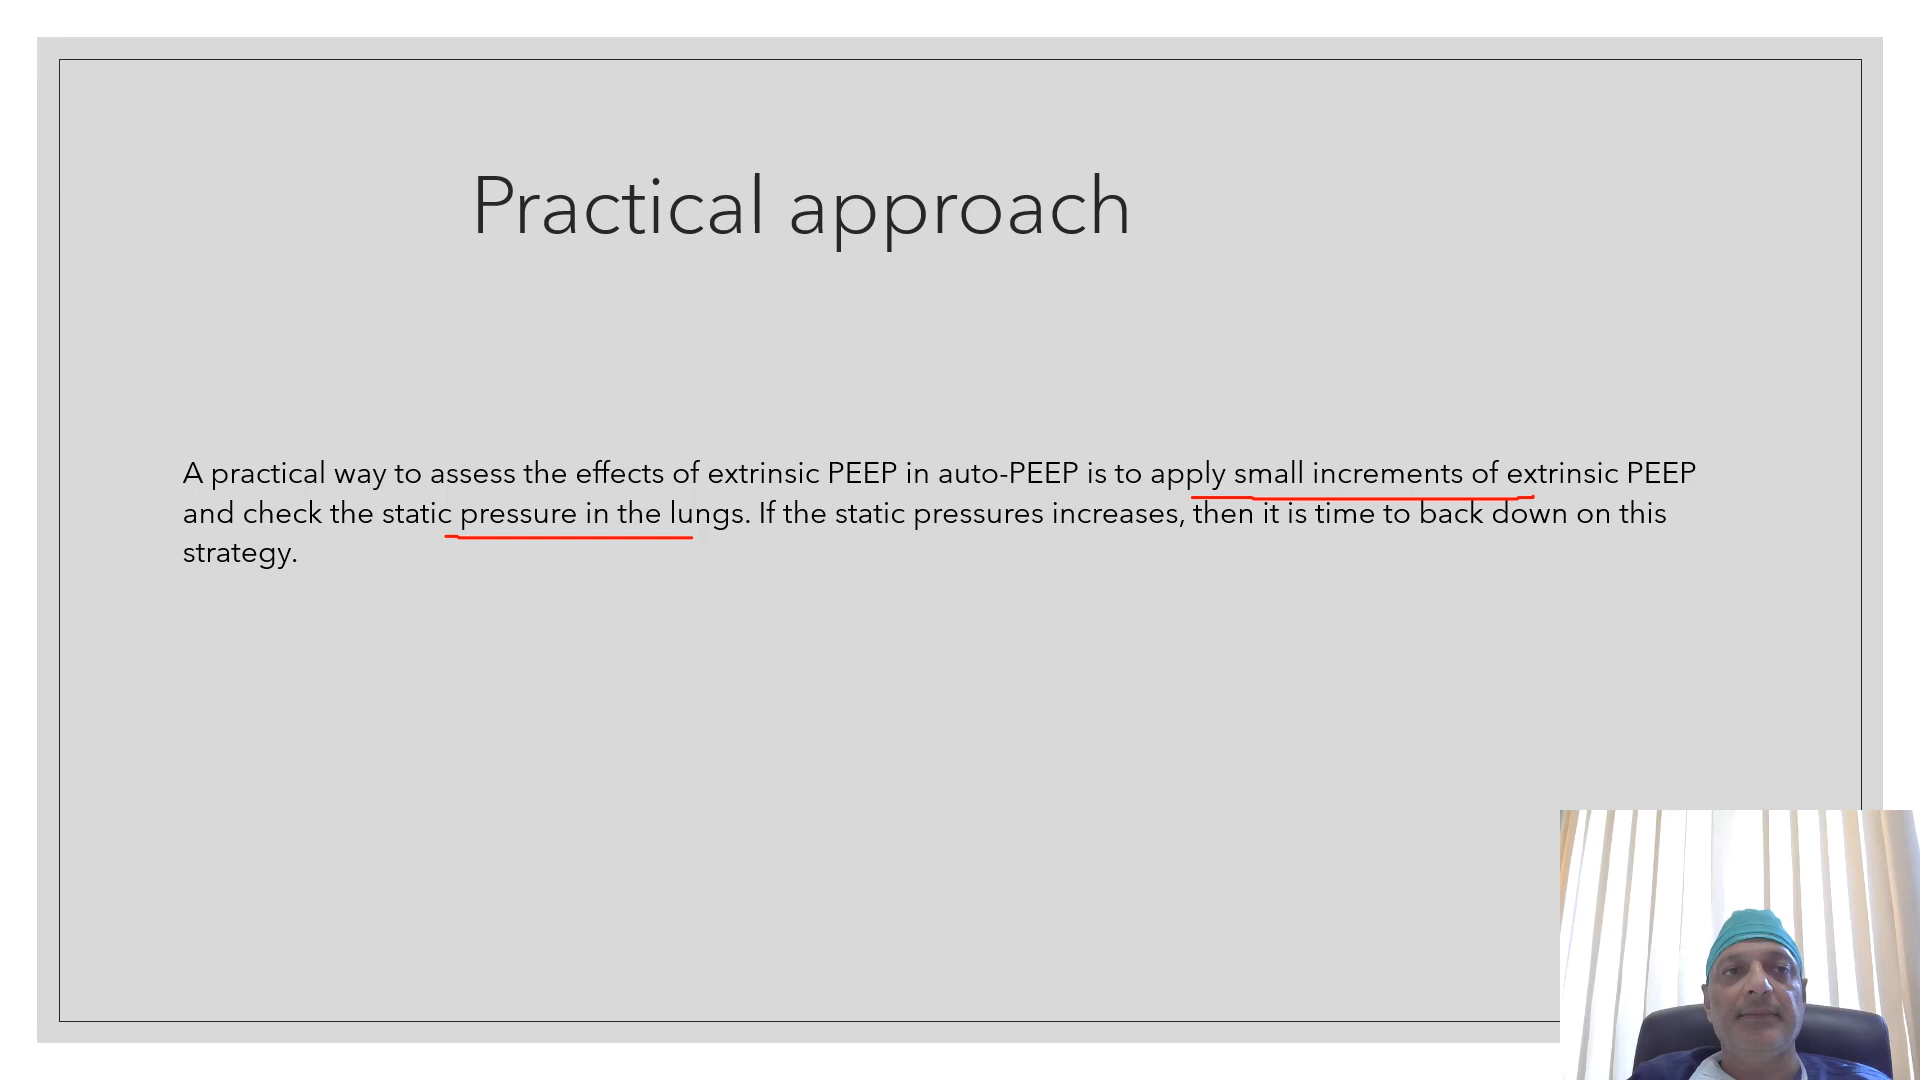 Practical approach
A practical way to assess the effects of extrinsic PEEP in auto-PEEP is to apply small increments of extrinsic PEEP
and check the static pressure in the lungs. If the static pressures increases, then it is time to back down on this
strategy.